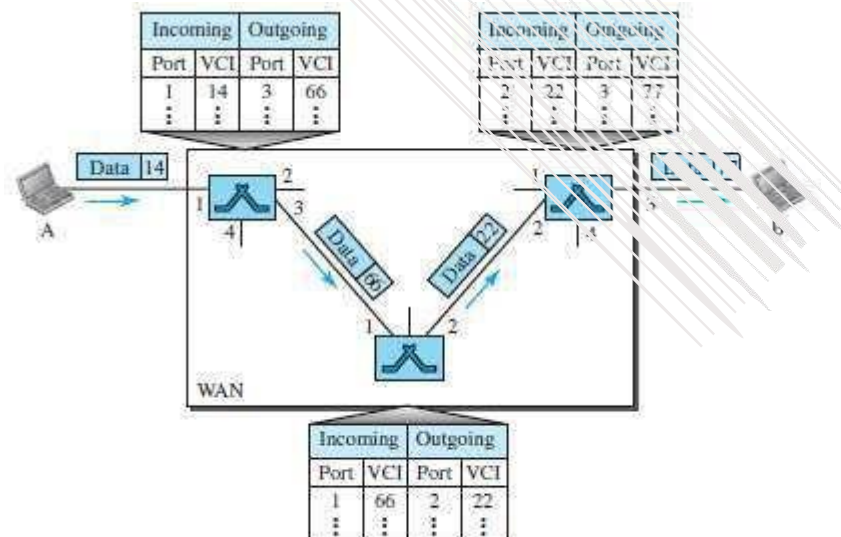 Incoming Outgoing
Port VCI Port VCI
1 14 3 66
Incoming Outgoing
Port VCI Port VCI
2 22 3 77
Data 14
A
1
2
3
4
Data 66
Data 22
1
2
3
4
B
1
2
WAN
Incoming Outgoing
Port VCI Port VCI
1 66 2 22